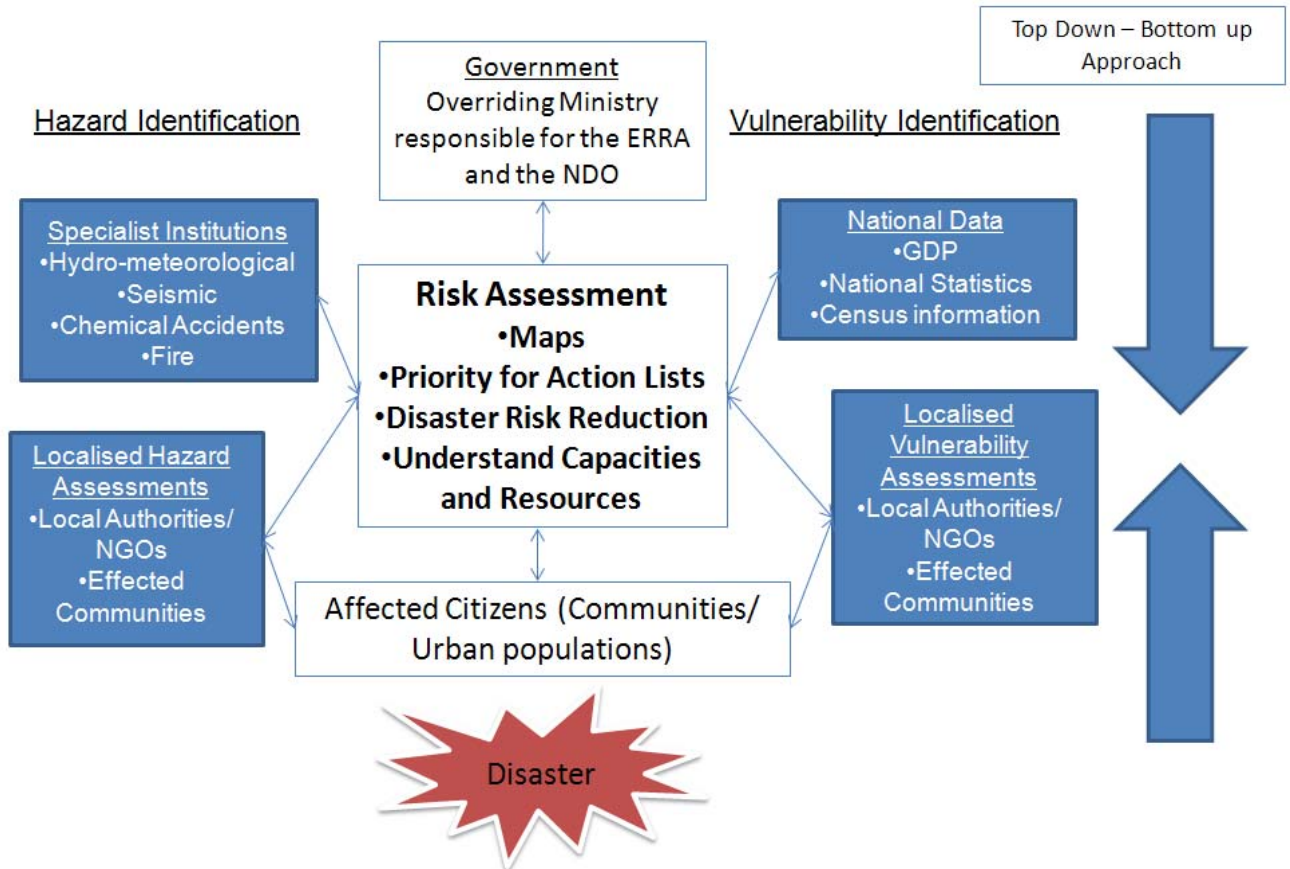 Top Down – Bottom up
Approach
Government
Overriding Ministry
responsible for the ERRA
and the NDO
Hazard Identification
Vulnerability Identification
Specialist Institutions
•Hydro-meteorological
•Seismic
•Chemical Accidents
•Fire
Risk Assessment
•Maps
•Priority for Action Lists
•Disaster Risk Reduction
•Understand Capacities
and Resources
National Data
•GDP
•National Statistics
•Census information
Localised Hazard
Assessments
•Local Authorities/
NGOs
•Effected
Communities
Localised
Vulnerability
Assessments
•Local Authorities/
NGOs
•Effected
Communities
Affected Citizens (Communities/
Urban populations)
Disaster